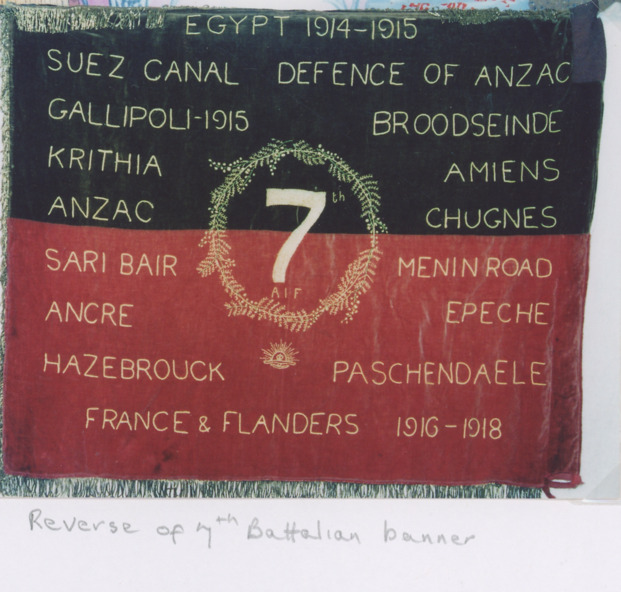 EGYPT 1914-1915
SUEZ CANAL DEFENCE OF ANZAC
GALLIPOLI-1915 BROODSEINDE
KRITHIA AMIENS
ANZAC 7th CHUGNES
SARI BAIR MENIN ROAD
AIF
ANCRE EPECHE
HAZEBROUCK PASCHENDAELE
FRANCE & FLANDERS 1916-1918
Reverse of 7th Battalian banner